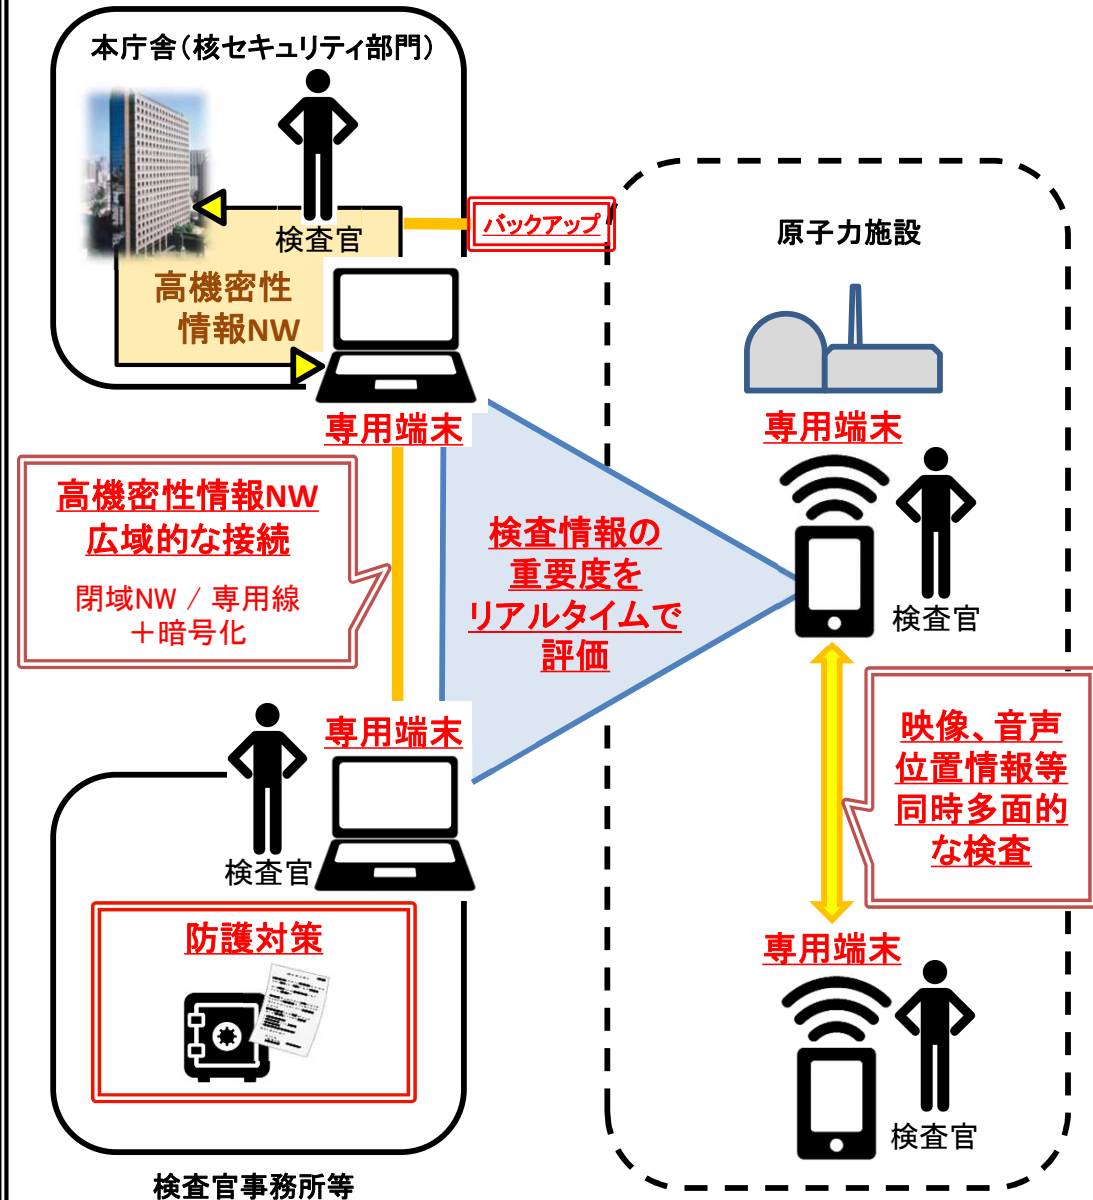 本庁舎（核セキュリティ部門）
検査官
バックアップ
高機密性
情報NW
専用端末
原子力施設
専用端末
検査官
高機密性情報NW
広域的な接続
閉域NW / 専用線
＋暗号化
検査情報の
重要度を
リアルタイムで
評価
映像、音声
位置情報等
同時多面的
な検査
専用端末
検査官
防護対策
専用端末
検査官
検査官事務所等